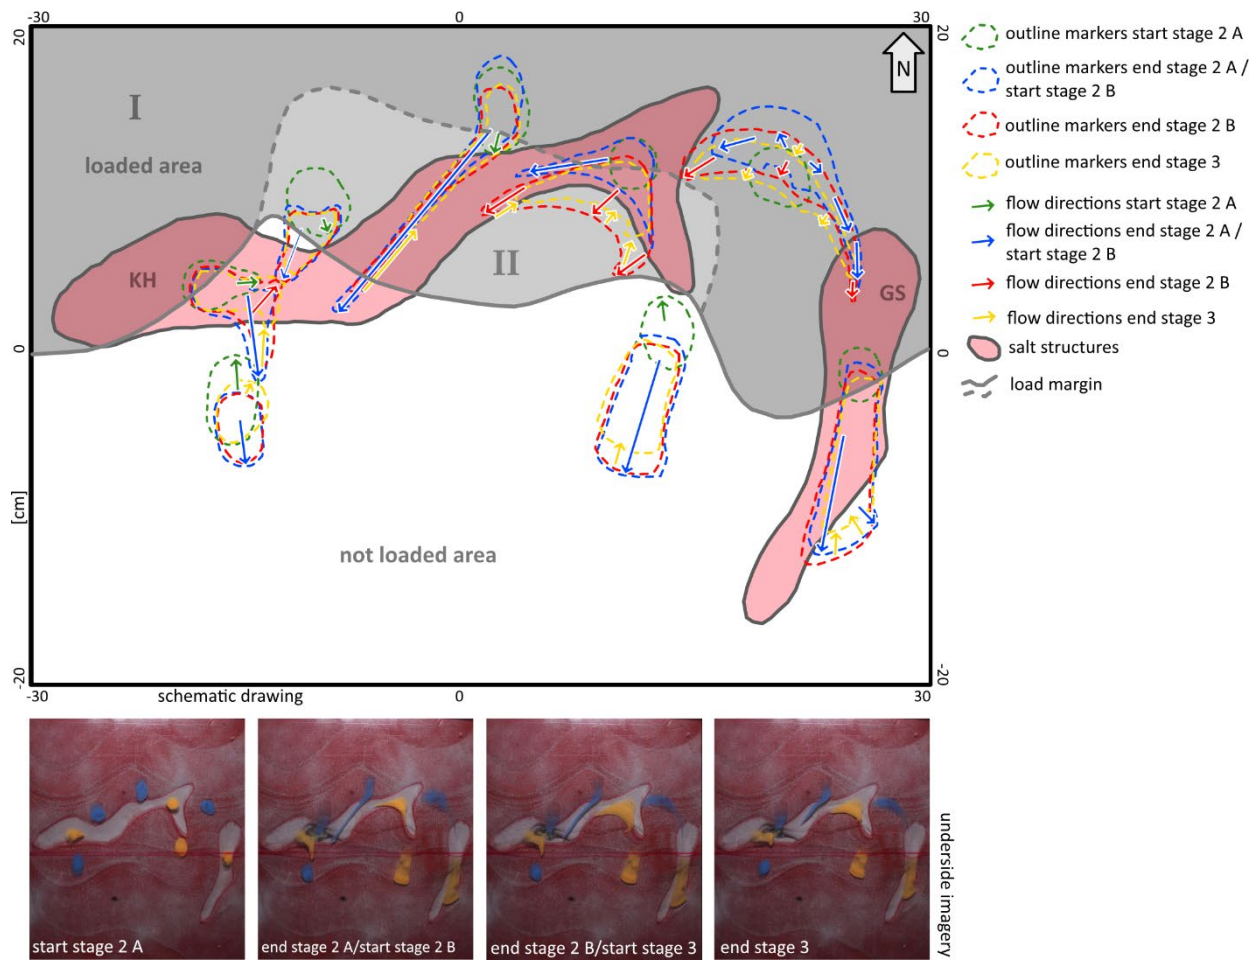 -30
0
30
20
20
I
loaded area
N
II
KH
GS
0
0
[cm]
not loaded area
-20
-20
-30
schematic drawing
0
30
outline markers start stage 2 A
outline markers end stage 2 A /
start stage 2 B
outline markers end stage 2 B
outline markers end stage 3
flow directions start stage 2 A
flow directions end stage 2 A /
start stage 2 B
flow directions end stage 2 B
flow directions end stage 3
salt structures
load margin
start stage 2 A
end stage 2 A/start stage 2 B
end stage 2 B/start stage 3
end stage 3
underside imagery